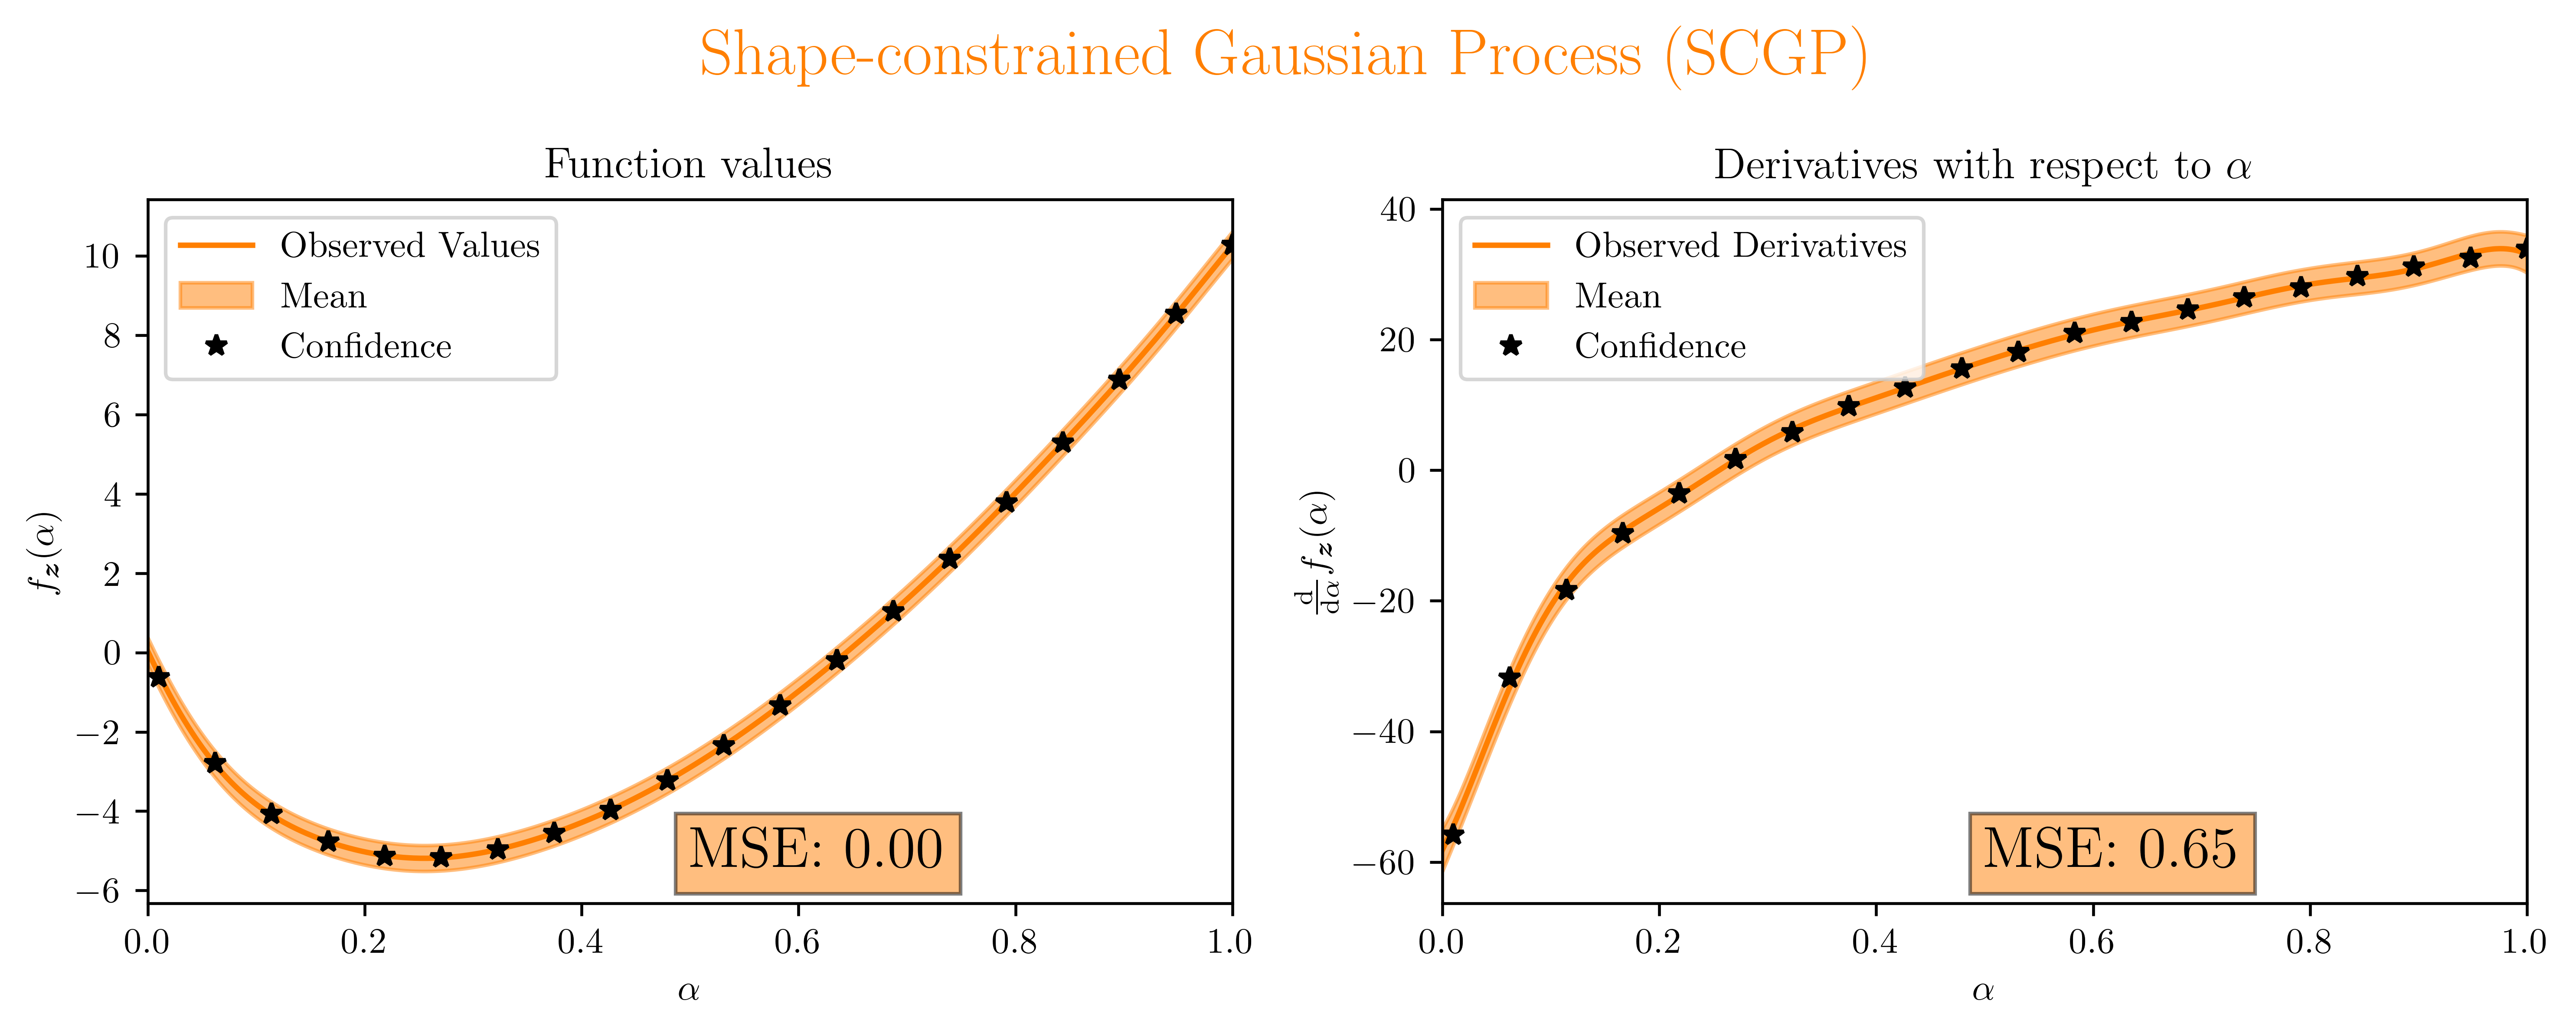 Shape-constrained Gaussian Process (SCGP)
Function values
Observed Values
Mean
Confidence
10
8
6
4
2
0
−2
−4
−6
f_z(α)
MSE: 0.00
0.0 0.2 0.4 0.6 0.8 1.0
α
Derivatives with respect to α
Observed Derivatives
Mean
Confidence
40
20
0
−20
−40
−60
d/dα f_z(α)
MSE: 0.65
0.0 0.2 0.4 0.6 0.8 1.0
α